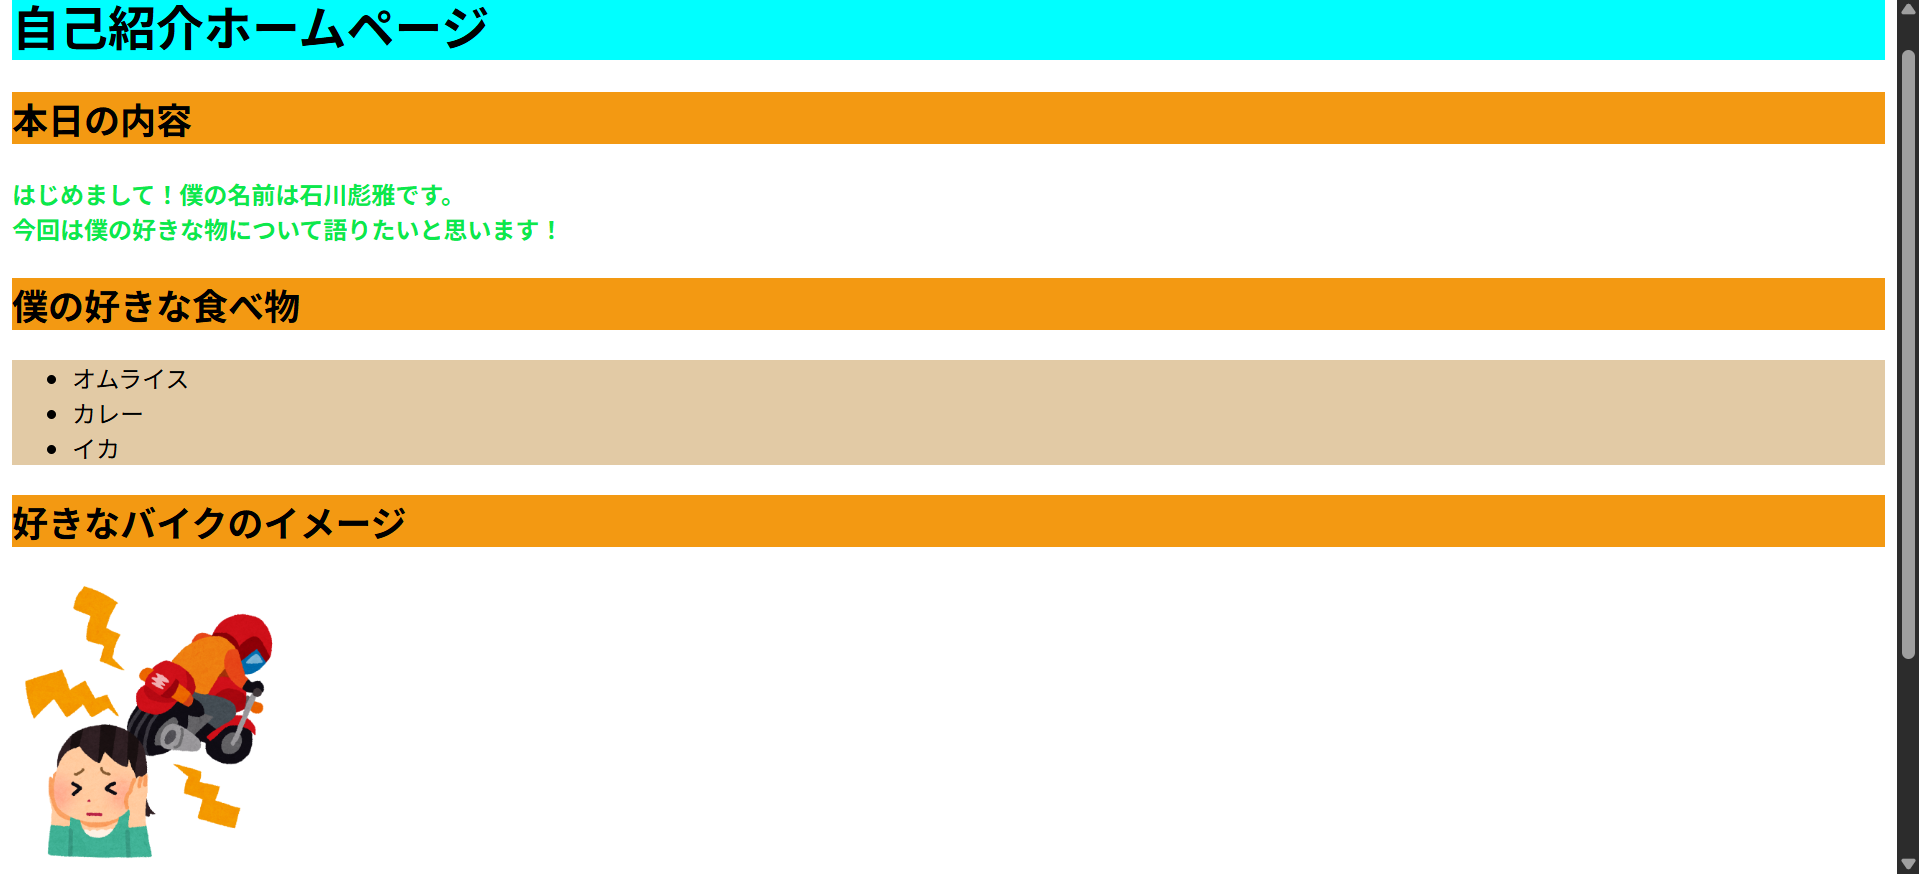 自己紹介ホームページ
本日の内容
はじめまして！僕の名前は石川彪雅です。
今回は僕の好きな物について語りたいと思います！
僕の好きな食べ物
オムライス
カレー
イカ
好きなバイクのイメージ